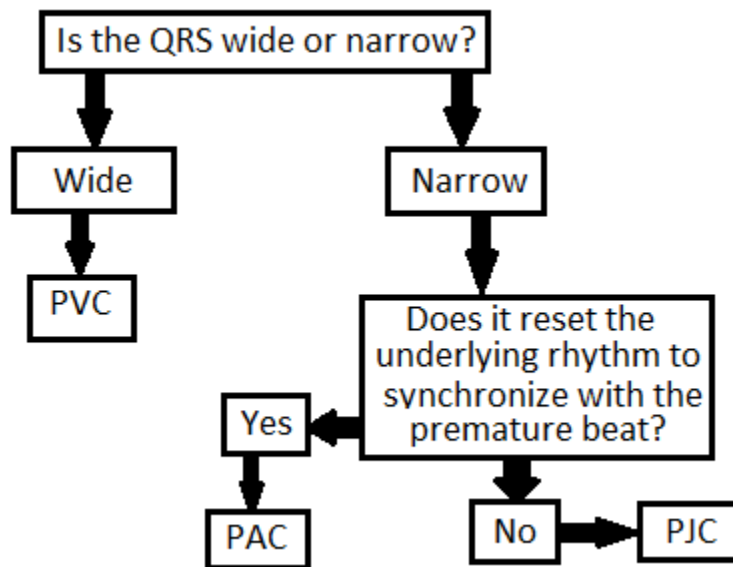 Is the QRS wide or narrow?
Wide
Narrow
PVC
Does it reset the
underlying rhythm to
synchronize with the
premature beat?
Yes
PAC
No
PJC